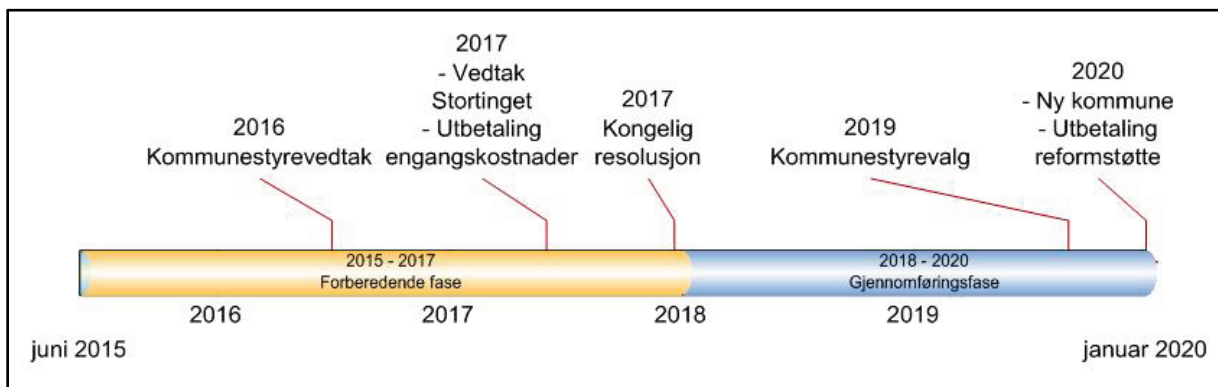 2016
Kommunestyrevedtak
2017
- Vedtak
Stortinget
- Utbetaling
engangskostnader
2017
Kongelig
resolusjon
2019
Kommunestyrevalg
2020
- Ny kommune
- Utbetaling
reformstøtte
2015 - 2017
Forberedende fase
2018 - 2020
Gjennomføringsfase
2016
2017
2018
2019
juni 2015
januar 2020